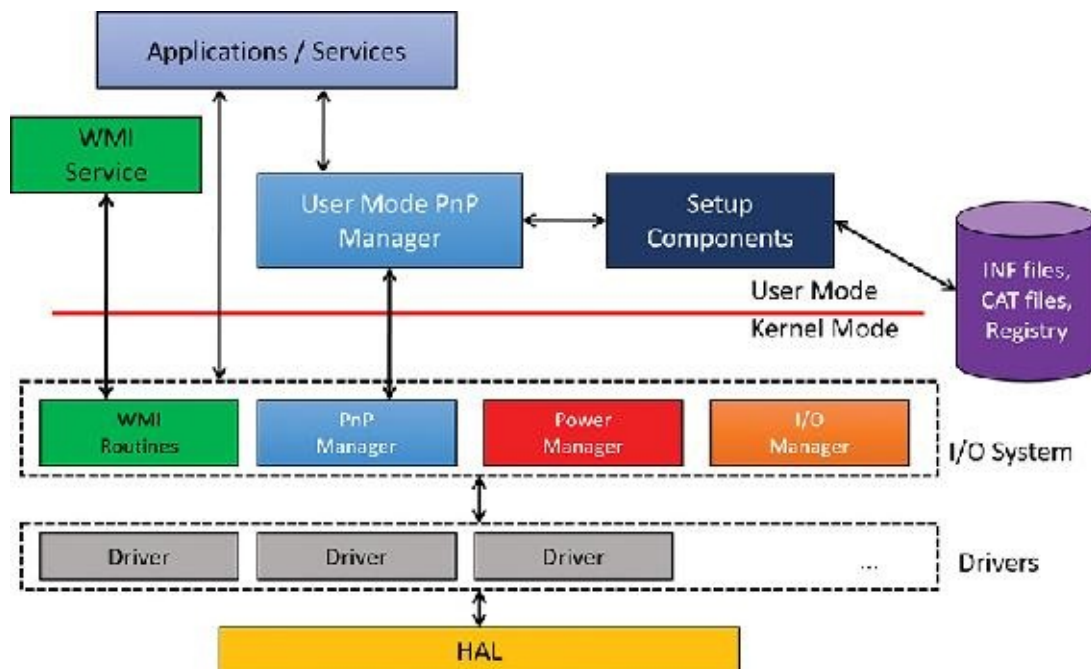 Applications / Services
WMI
Service
User Mode PnP
Manager
Setup
Components
INF files,
CAT files,
Registry
User Mode
Kernel Mode
WMI
Routines
PnP
Manager
Power
Manager
I/O
Manager
I/O System
Driver
Driver
Driver
...
Drivers
HAL